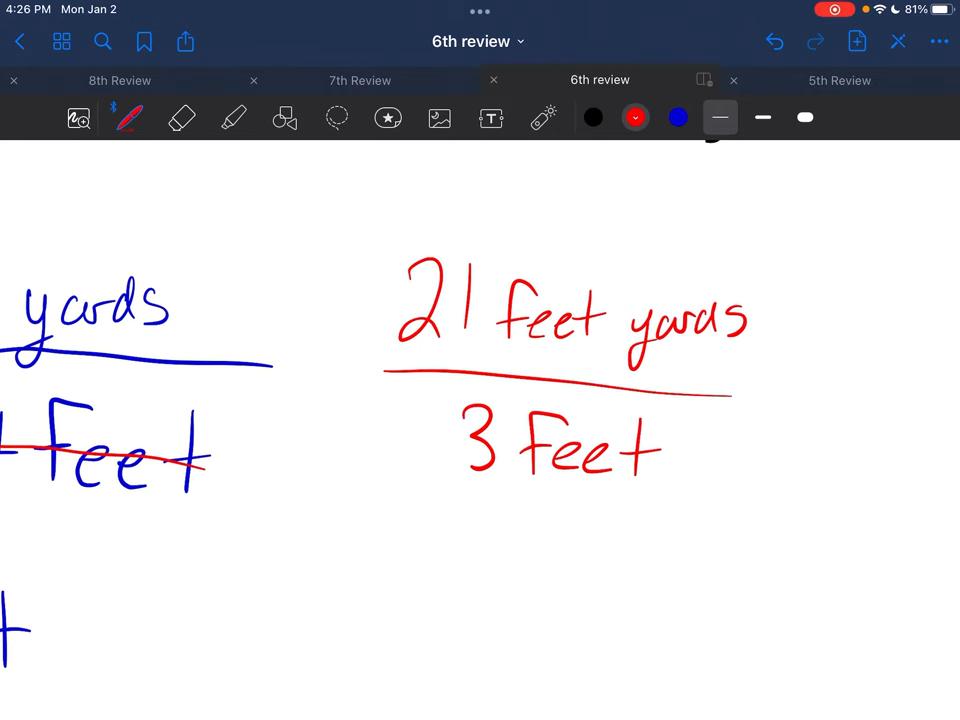 4:26 PM Mon Jan 2 81%
6th review
8th Review 7th Review 6th review 5th Review
yards
21 feet yards
Feet
3 Feet